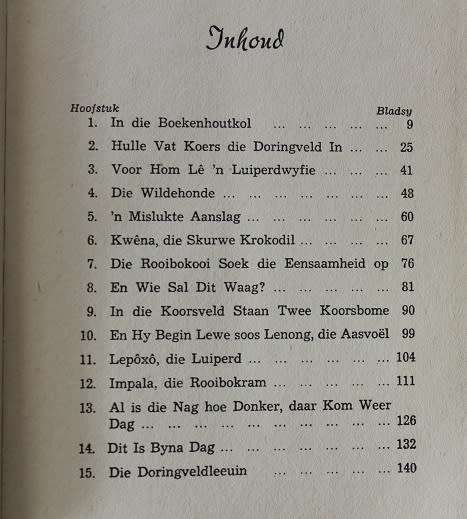 Inhoud
Hoofstuk Bladsy
1. In die Boekenhoutkol ... ... ... ... ... 9
2. Hulle Vat Koers die Doringveld In ... ... 25
3. Voor Hom Lê 'n Luiperdwyfie ... ... ... 41
4. Die Wildehonde ... ... ... ... ... ... 48
5. 'n Mislukte Aanslag ... ... ... ... ... 60
6. Kwêna, die Skurwe Krokodil ... ... ... 67
7. Die Rooibokooi Soek die Eensaamheid op 76
8. En Wie Sal Dit Waag? ... ... ... ... ... 81
9. In die Koorsveld Staan Twee Koorsbome 90
10. En Hy Begin Lewe soos Lenong, die Aasvoël 99
11. Lepôxô, die Luiperd ... ... ... ... ... 104
12. Impala, die Rooibokram ... ... ... ... 111
13. Al is die Nag hoe Donker, daar Kom Weer
Dag ... ... ... ... ... ... ... ... ... 126
14. Dit Is Byna Dag ... ... ... ... ... ... 132
15. Die Doringveldleeuin ... ... ... ... ... 140